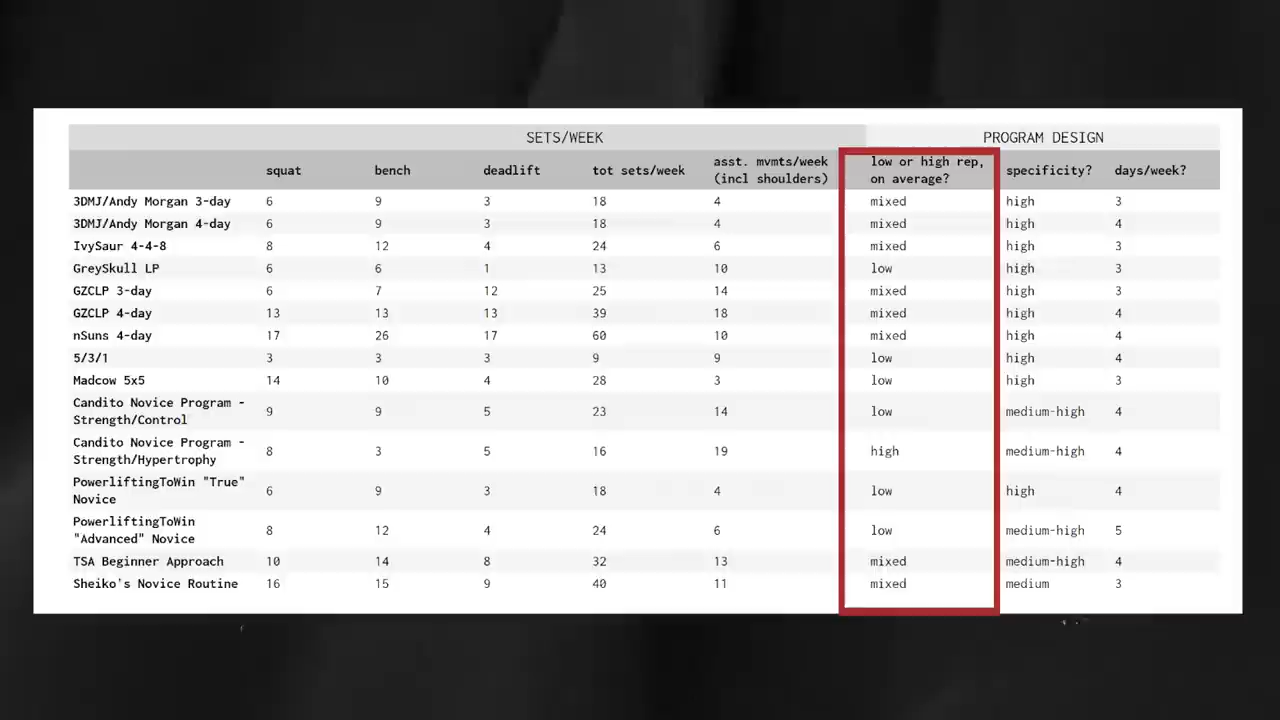 SETS/WEEK PROGRAM DESIGN
squat bench deadlift tot sets/week asst. mvmts/week (incl shoulders) low or high rep, on average? specificity? days/week?
3DMJ/Andy Morgan 3-day 6 9 3 18 4 mixed high 3
3DMJ/Andy Morgan 4-day 6 9 3 18 4 mixed high 4
IvySaur 4-4-8 8 12 4 24 6 mixed high 3
GreySkull LP 6 6 1 13 10 low high 3
GZCLP 3-day 6 7 12 25 14 mixed high 3
GZCLP 4-day 13 13 13 39 18 mixed high 4
nSuns 4-day 17 26 17 60 10 mixed high 4
5/3/1 3 3 3 9 9 low high 4
Madcow 5x5 14 10 4 28 3 low high 3
Candito Novice Program - Strength/Control 9 9 5 23 14 low medium-high 4
Candito Novice Program - Strength/Hypertrophy 8 3 5 16 19 high medium-high 4
PowerliftingToWin "True" Novice 6 9 3 18 4 low high 4
PowerliftingToWin "Advanced" Novice 8 12 4 24 6 low medium-high 5
TSA Beginner Approach 10 14 8 32 13 mixed medium-high 4
Sheiko's Novice Routine 16 15 9 40 11 mixed medium 3